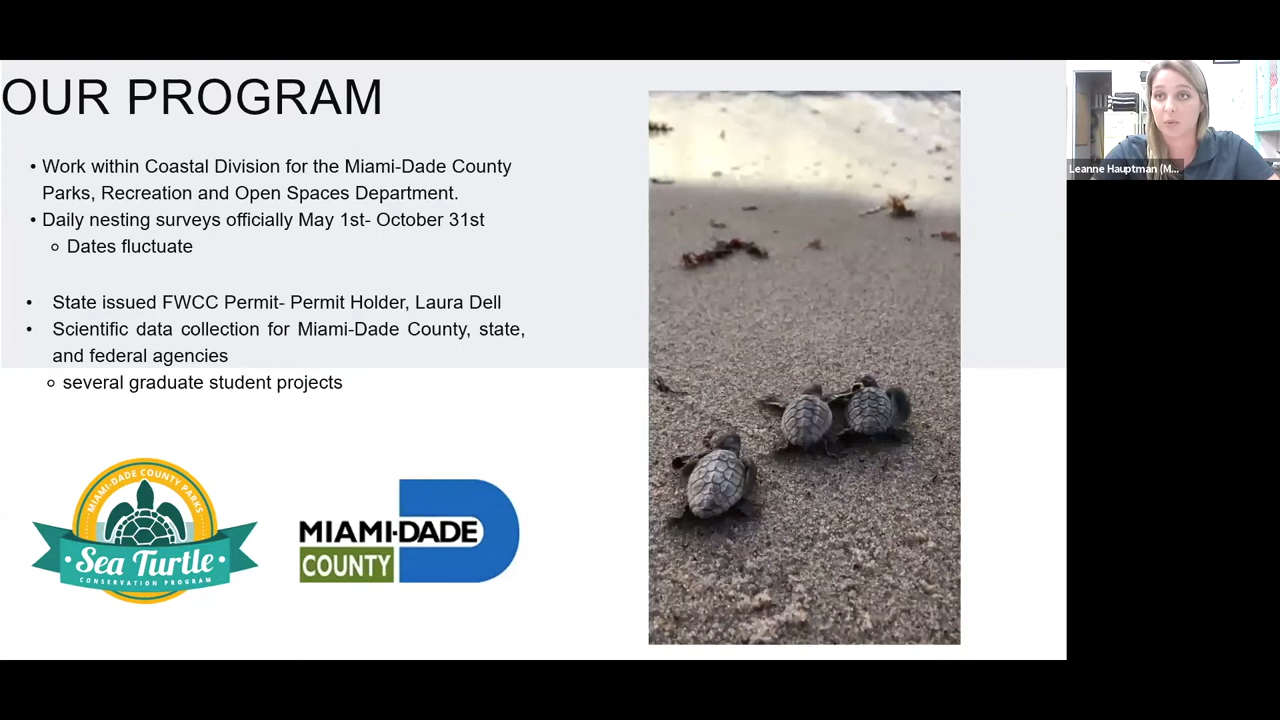 OUR PROGRAM
• Work within Coastal Division for the Miami-Dade County
Parks, Recreation and Open Spaces Department.
• Daily nesting surveys officially May 1st- October 31st
○ Dates fluctuate
• State issued FWCC Permit- Permit Holder, Laura Dell
• Scientific data collection for Miami-Dade County, state,
and federal agencies
○ several graduate student projects
MIAMI-DADE COUNTY PARKS
Sea Turtle
CONSERVATION PROGRAM
MIAMI-DADE
COUNTY
Leanne Hauptman (M...